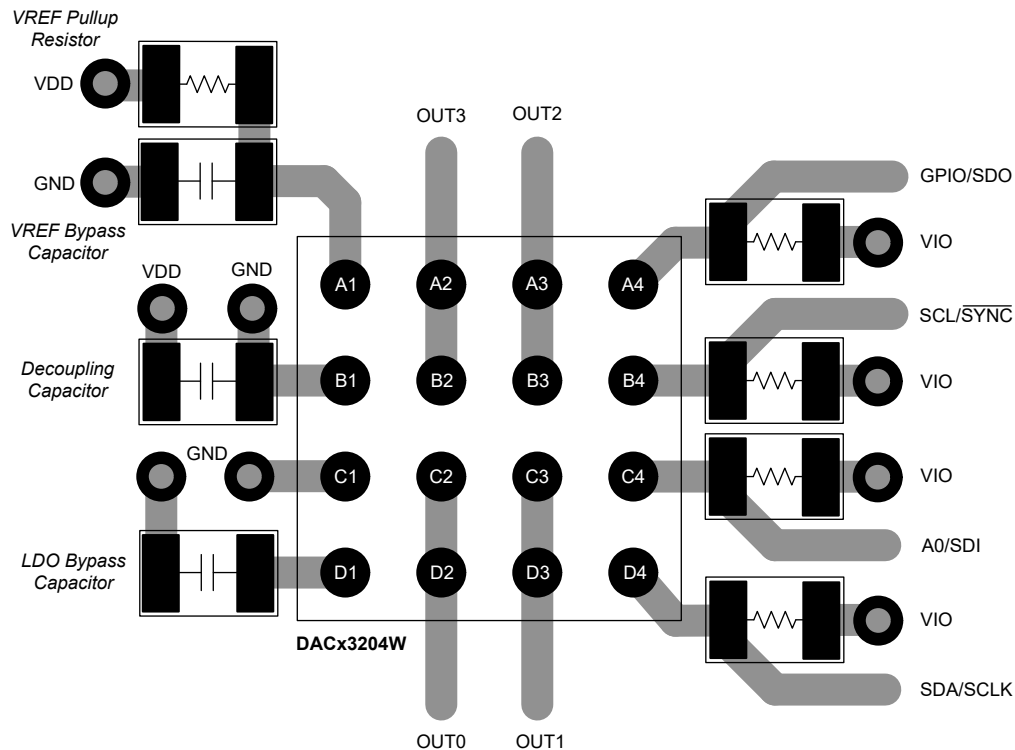 VREF Pullup
Resistor
VDD
GND
VREF Bypass
Capacitor
OUT3
OUT2
GPIO/SDO
VIO
VDD
GND
A1
A2
A3
A4
SCL/SYNC
Decoupling
Capacitor
B1
B2
B3
B4
VIO
GND
C1
C2
C3
C4
VIO
A0/SDI
LDO Bypass
Capacitor
D1
D2
D3
D4
VIO
DACx3204W
SDA/SCLK
OUT0
OUT1